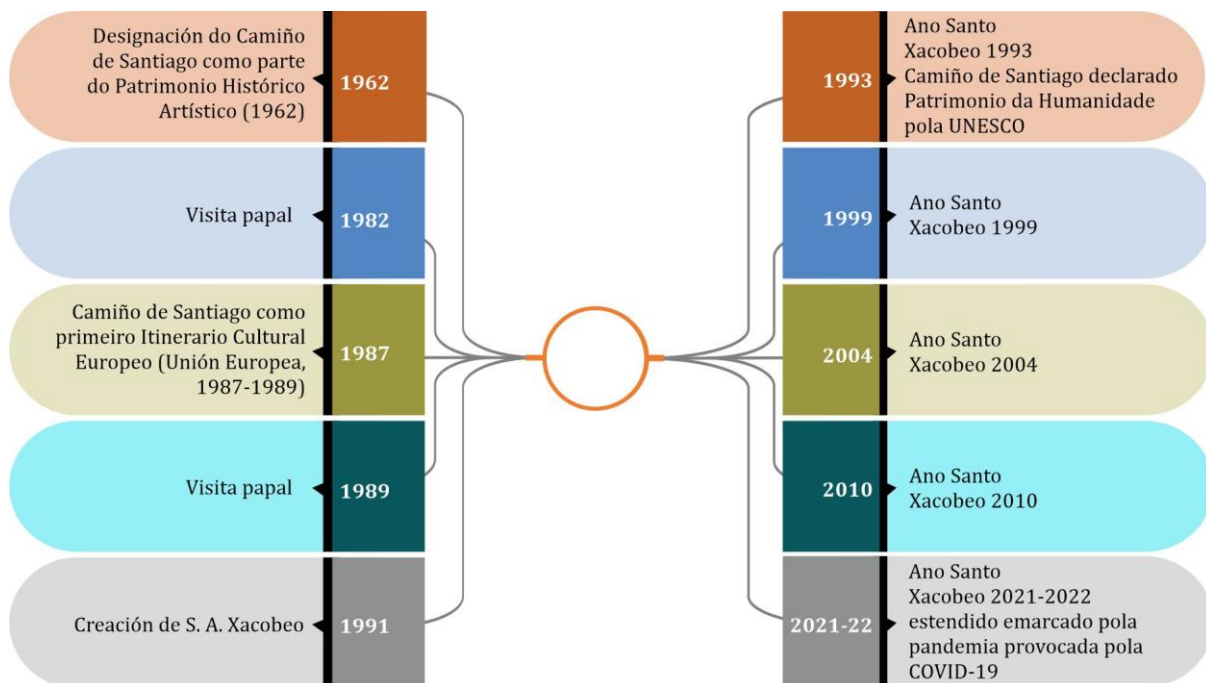 Designación do Camiño
de Santiago como parte
do Patrimonio Histórico
Artístico (1962)
1962
Visita papal
1982
Camiño de Santiago como
primeiro Itinerario Cultural
Europeo (Unión Europea,
1987-1989)
1987
Visita papal
1989
Creación de S. A. Xacobeo
1991
1993
Ano Santo
Xacobeo 1993
Camiño de Santiago declarado
Patrimonio da Humanidade
pola UNESCO
1999
Ano Santo
Xacobeo 1999
2004
Ano Santo
Xacobeo 2004
2010
Ano Santo
Xacobeo 2010
2021-22
Ano Santo
Xacobeo 2021-2022
estendido emarcado pola
pandemia provocada pola
COVID-19